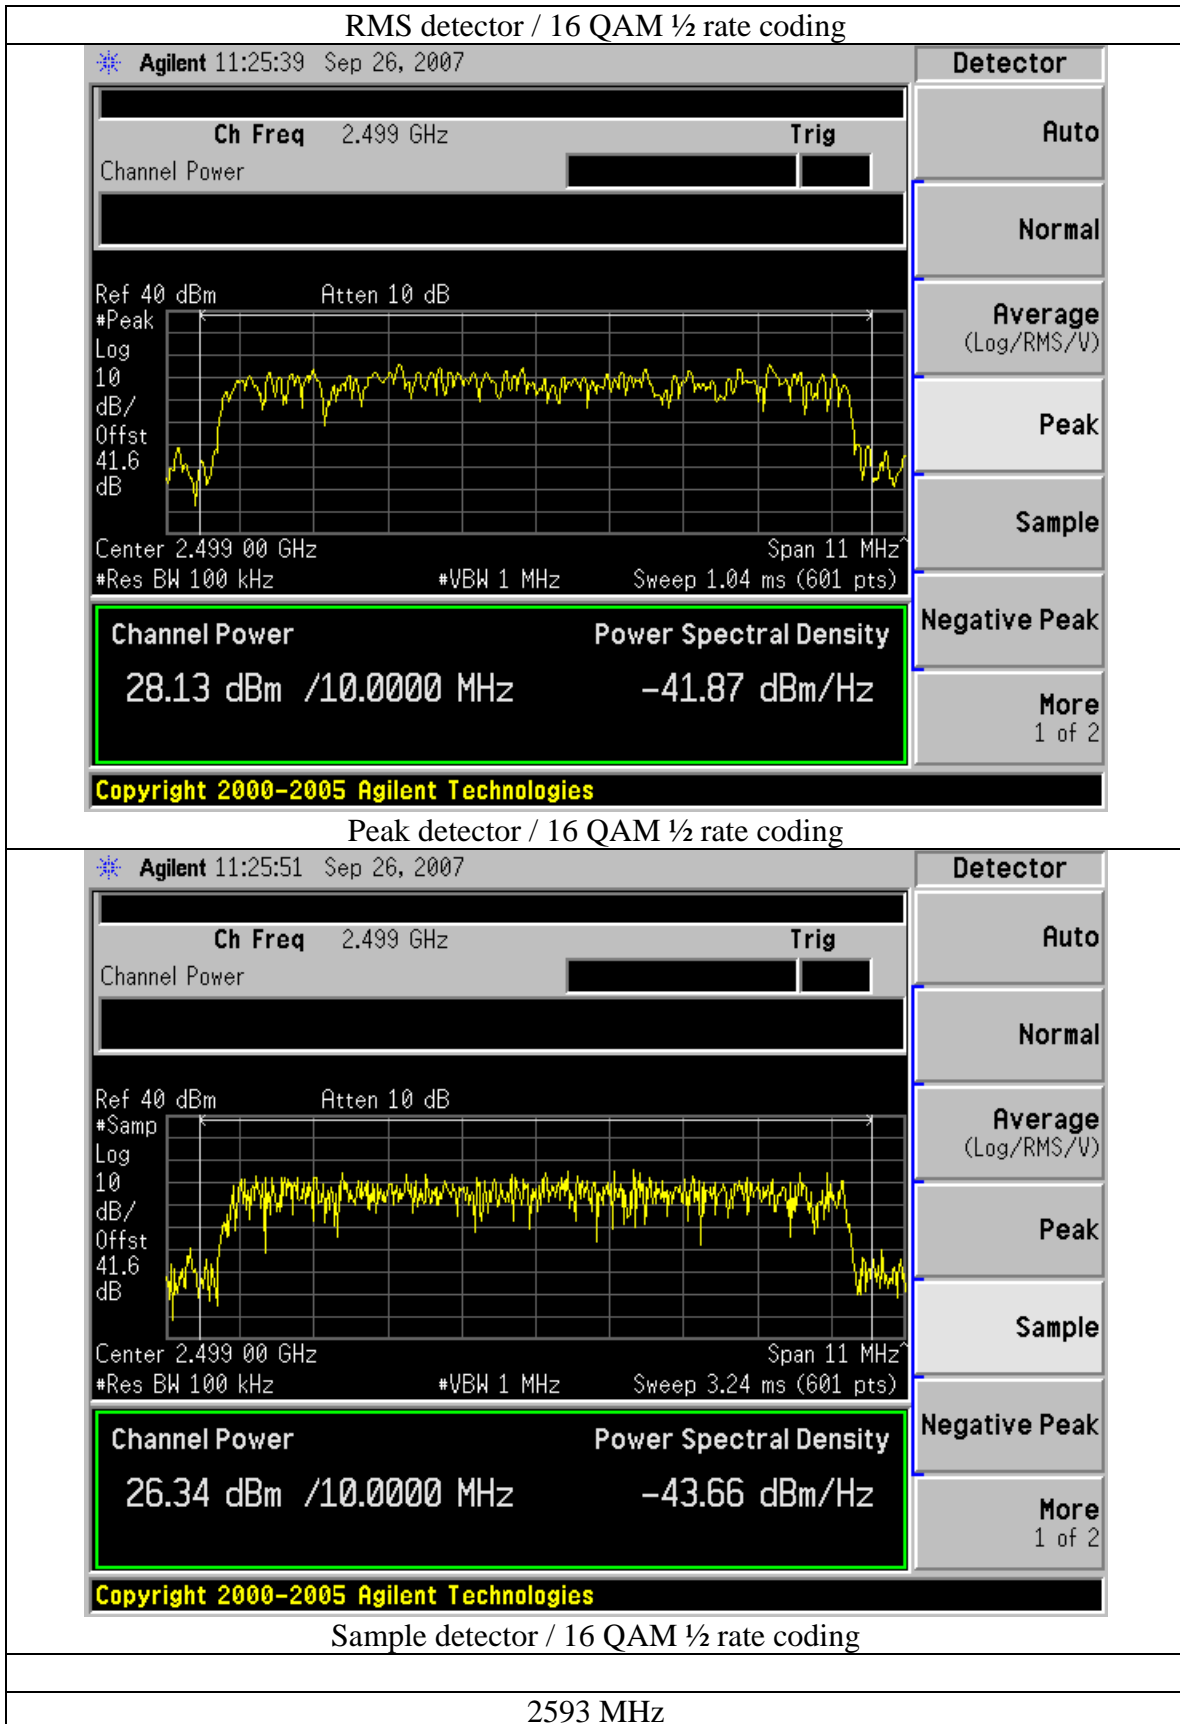 RMS detector / 16 QAM ½ rate coding
Agilent 11:25:39 Sep 26, 2007
Detector
Ch Freq 2.499 GHz Trig
Channel Power
Auto
Normal
Average
(Log/RMS/V)
Peak
Sample
Negative Peak
More
1 of 2
Ref 40 dBm Atten 10 dB
#Peak
Log
10
dB/
Offst
41.6
dB
Center 2.499 00 GHz Span 11 MHz^
#Res BW 100 kHz #VBW 1 MHz Sweep 1.04 ms (601 pts)
Channel Power Power Spectral Density
28.13 dBm /10.0000 MHz -41.87 dBm/Hz
Copyright 2000-2005 Agilent Technologies
Peak detector / 16 QAM ½ rate coding
Agilent 11:25:51 Sep 26, 2007
Detector
Ch Freq 2.499 GHz Trig
Channel Power
Auto
Normal
Average
(Log/RMS/V)
Peak
Sample
Negative Peak
More
1 of 2
Ref 40 dBm Atten 10 dB
#Samp
Log
10
dB/
Offst
41.6
dB
Center 2.499 00 GHz Span 11 MHz^
#Res BW 100 kHz #VBW 1 MHz Sweep 3.24 ms (601 pts)
Channel Power Power Spectral Density
26.34 dBm /10.0000 MHz -43.66 dBm/Hz
Copyright 2000-2005 Agilent Technologies
Sample detector / 16 QAM ½ rate coding
2593 MHz